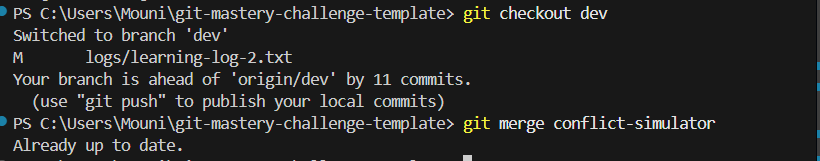 PS C:\Users\Mouni\git-mastery-challenge-template> git checkout dev
Switched to branch 'dev'
M       logs/learning-log-2.txt
Your branch is ahead of 'origin/dev' by 11 commits.
  (use "git push" to publish your local commits)
PS C:\Users\Mouni\git-mastery-challenge-template> git merge conflict-simulator
Already up to date.